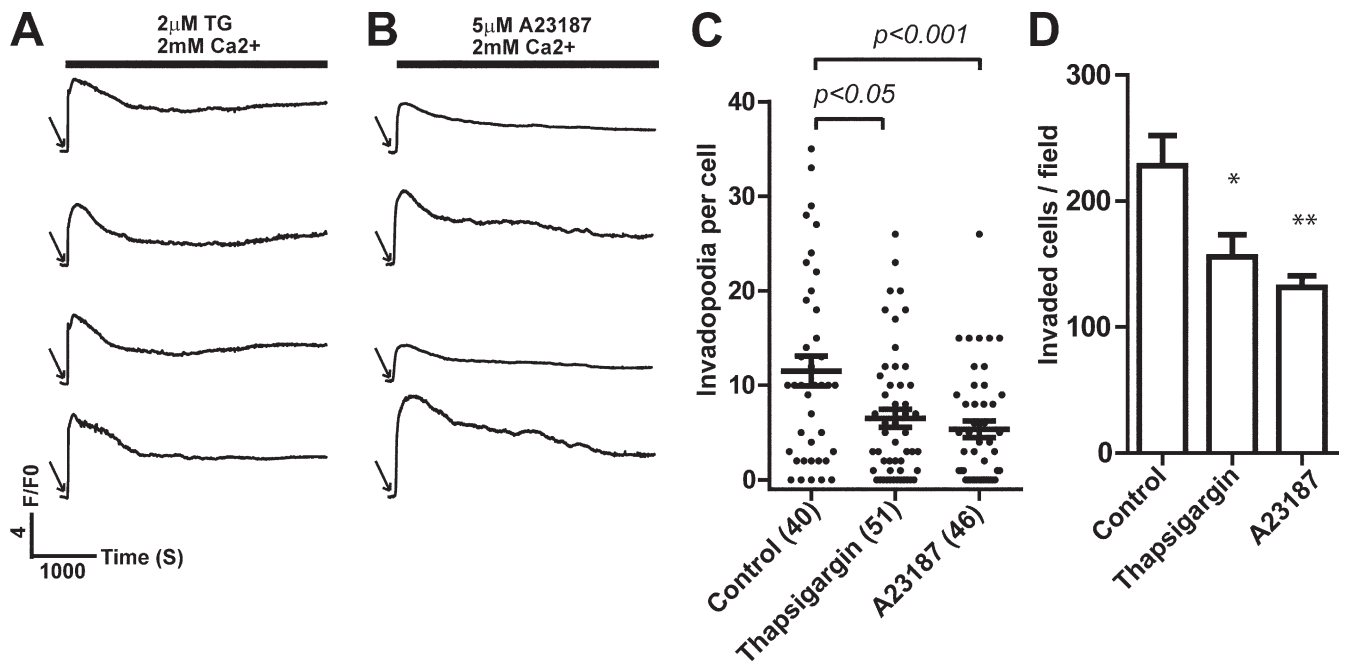 A
2μM TG
2mM Ca2+
4
F/F0
1000
Time (S)
B
5μM A23187
2mM Ca2+
C
p<0.001
p<0.05
Invadopodia per cell
40
30
20
10
0
Control (40)
Thapsigargin (51)
A23187 (46)
D
Invaded cells / field
300
200
100
0
*
**
Control
Thapsigargin
A23187